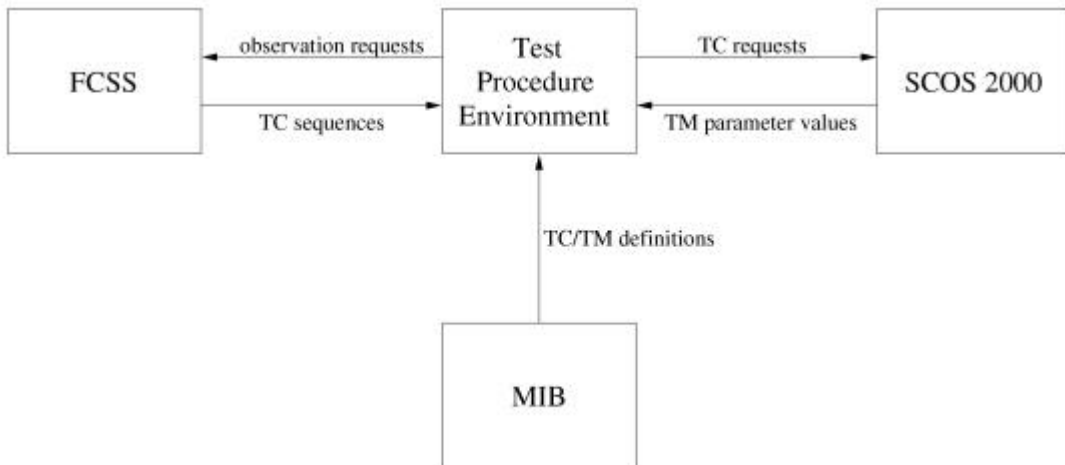 observation requests
Test
Procedure
Environment
TC requests
FCSS
SCOS 2000
TC sequences
TM parameter values
TC/TM definitions
MIB